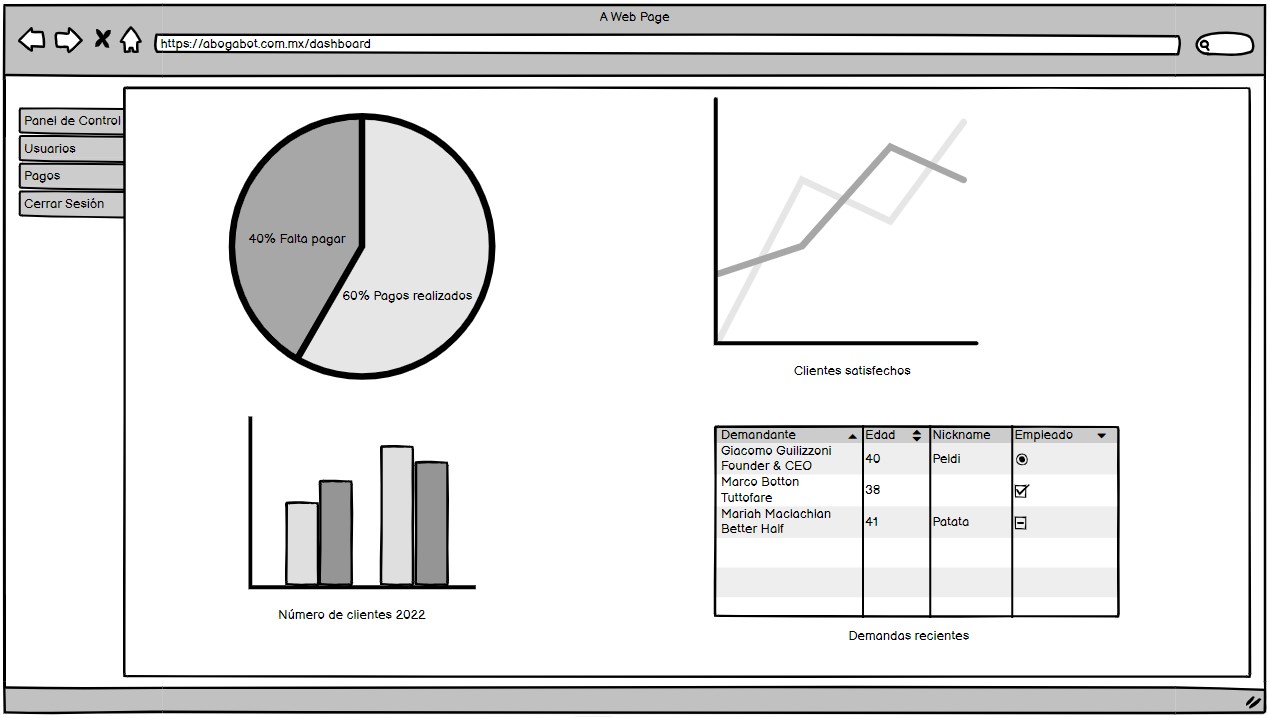 A Web Page
https://abogabot.com.mx/dashboard
Panel de Control
Usuarios
Pagos
Cerrar Sesión
40% Falta pagar
60% Pagos realizados
Clientes satisfechos
Número de clientes 2022
Demandante Edad Nickname Empleado
Giacomo Guilizzoni
Founder & CEO
40 Peldi
Marco Botton
Tuttofare
38
Mariah Maclachlan
Better Half
41 Patata
Demandas recientes